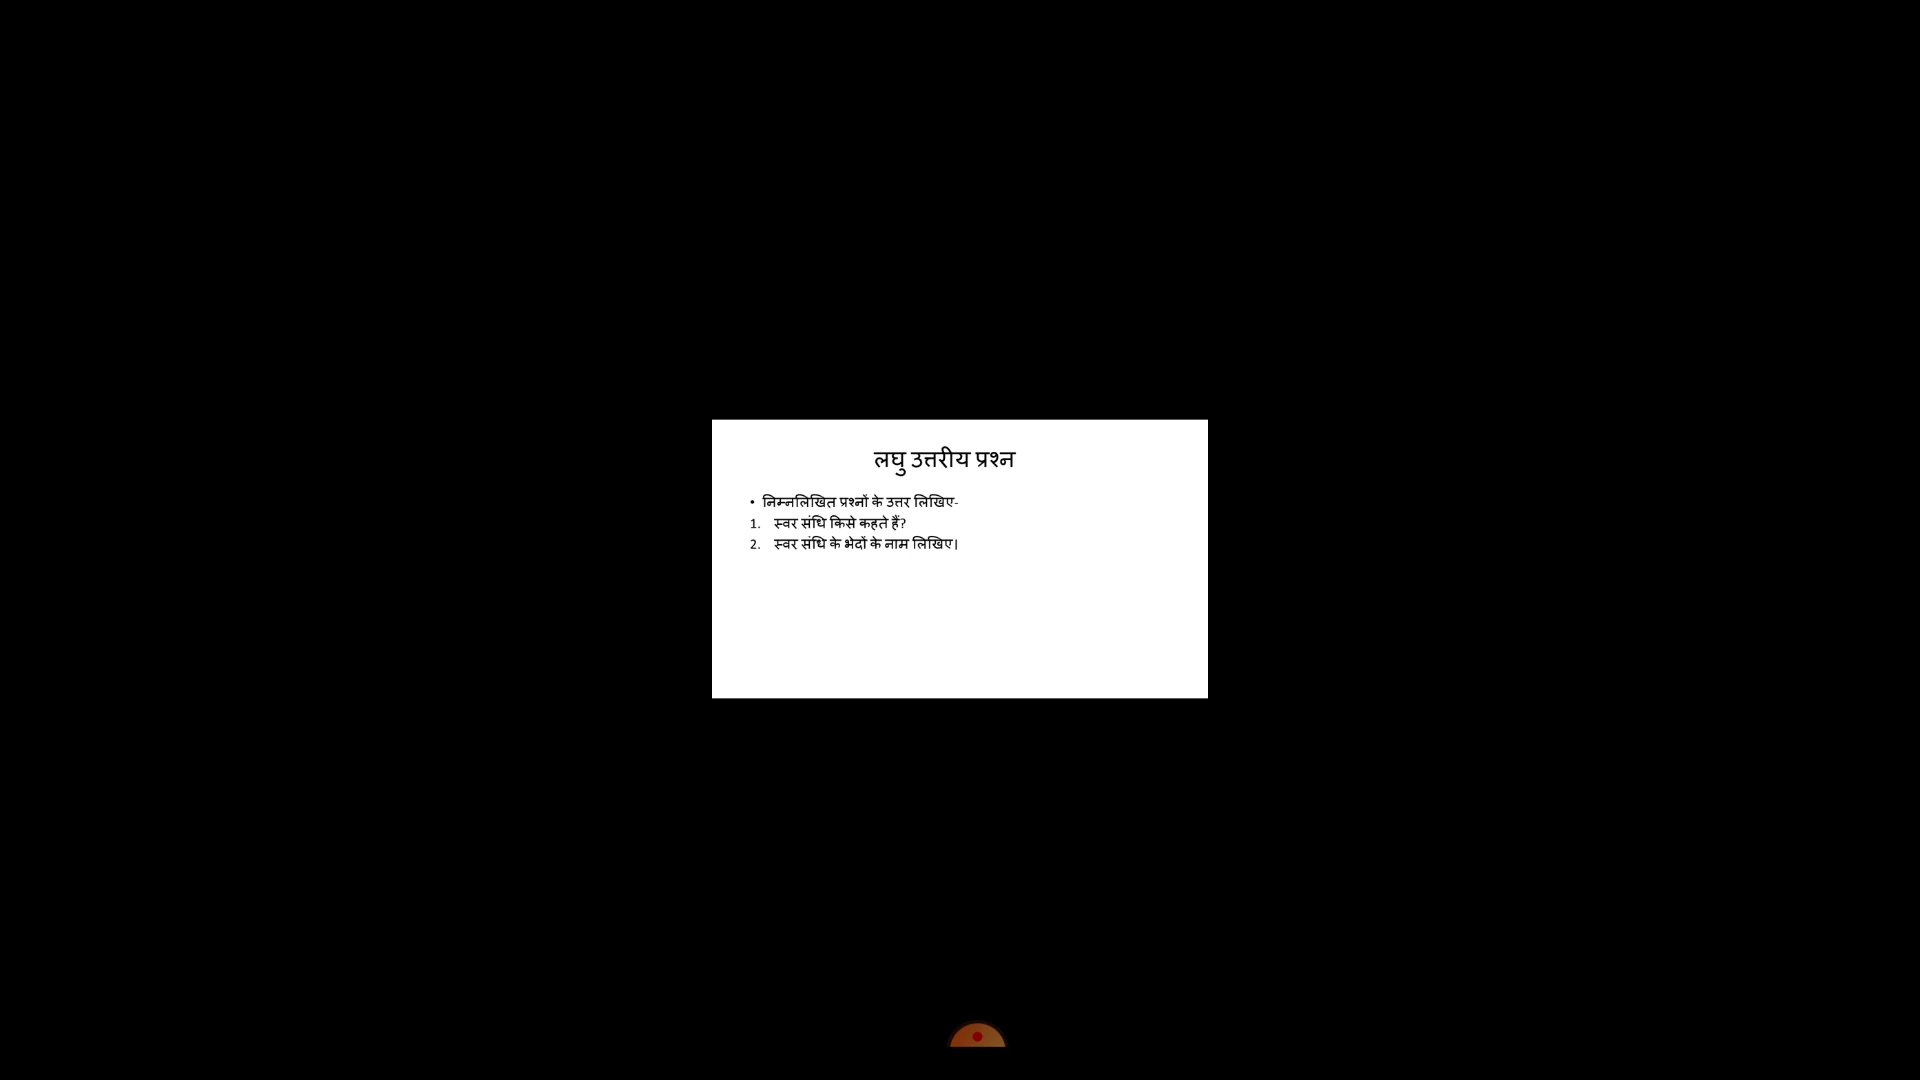 लघु उत्तरीय प्रश्न
• निम्नलिखित प्रश्नों के उत्तर लिखिए-
1. स्वर संधि किसे कहते हैं?
2. स्वर संधि के भेदों के नाम लिखिए।